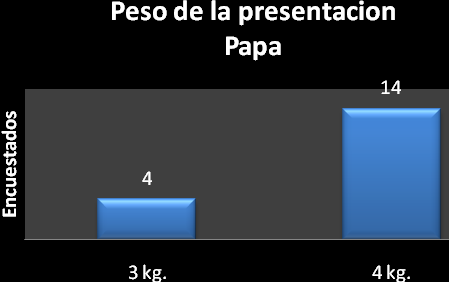 Peso de la presentacion
Papa
Encuestados
14
4
3 kg.
4 kg.